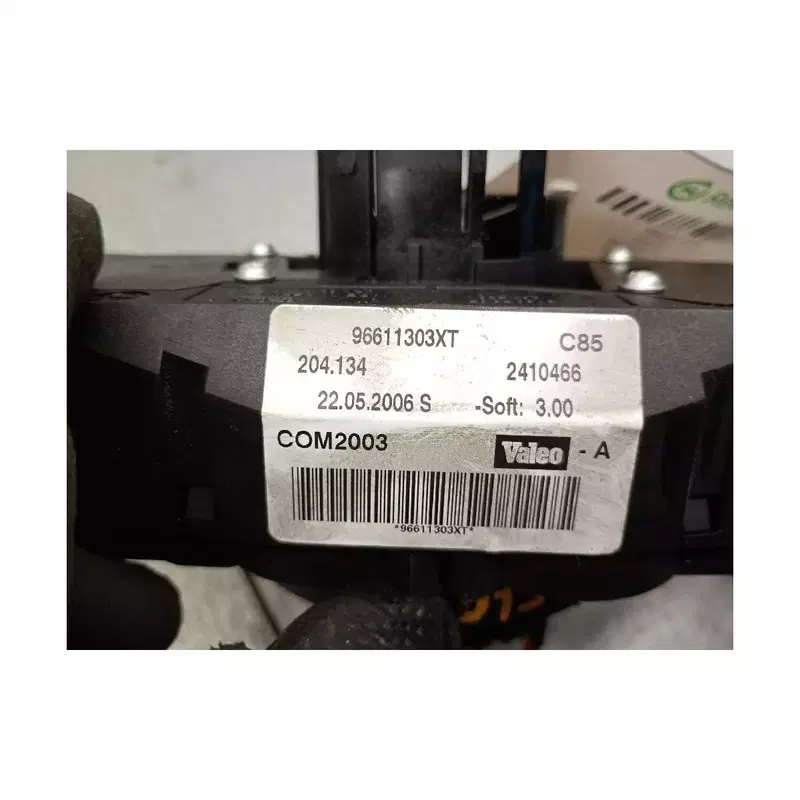 96611303XT C85
204.134 2410466
22.05.2006 S -Soft: 3.00
COM2003 Valeo - A
*96611303XT*